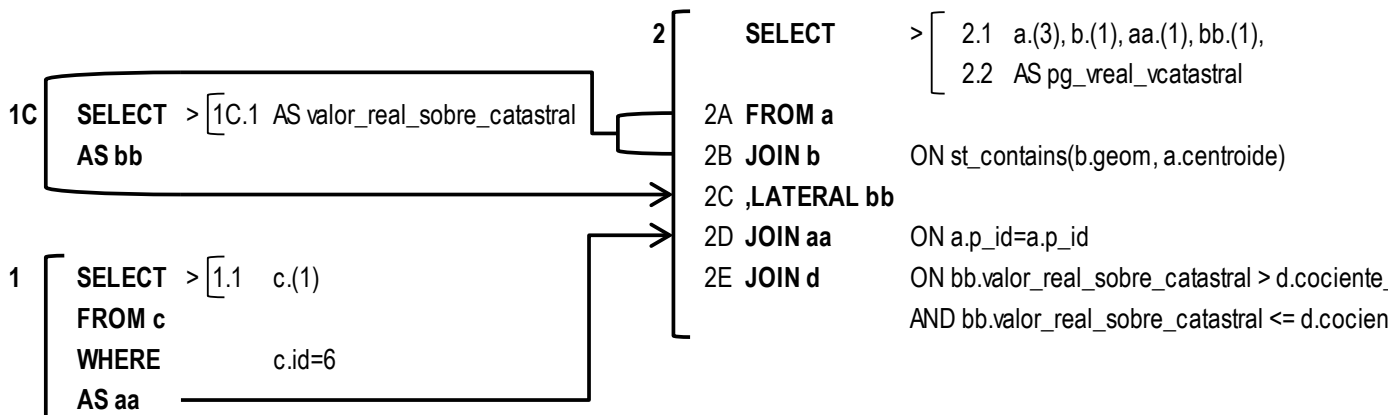 2 SELECT > 2.1 a.(3), b.(1), aa.(1), bb.(1),
2.2 AS pg_vreal_vcatastral
1C SELECT > 1C.1 AS valor_real_sobre_catastral
AS bb
2A FROM a
2B JOIN b ON st_contains(b.geom, a.centroide)
2C ,LATERAL bb
2D JOIN aa ON a.p_id=a.p_id
2E JOIN d ON bb.valor_real_sobre_catastral > d.cociente_
AND bb.valor_real_sobre_catastral <= d.cocien
1 SELECT > 1.1 c.(1)
FROM c
WHERE c.id=6
AS aa